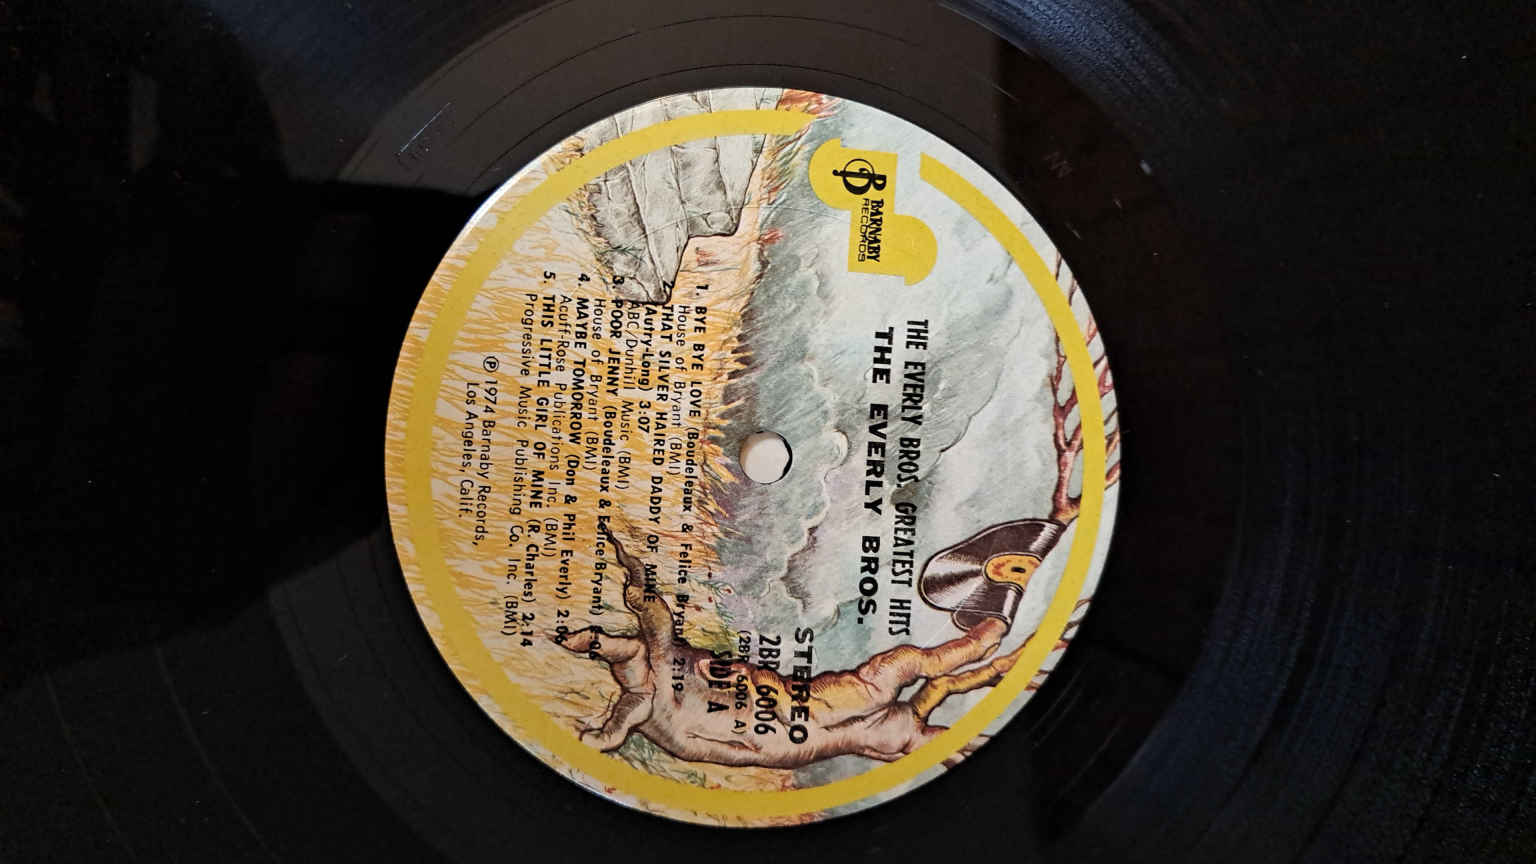 BARNABY
RECORDS
THE EVERLY BROS. GREATEST HITS
THE EVERLY BROS.
STEREO
2BR 6006
(2BR 6006 A)
SIDE A
1. BYE BYE LOVE (Boudeleaux & Felice Bryant) 2:19
House of Bryant (BMI)
2. THAT SILVER HAIRED DADDY OF MINE
(Autry-Long) 3:07
ABC/Dunhill Music (BMI)
3. POOR JENNY (Boudeleaux & Felice Bryant)
House of Bryant (BMI)
4. MAYBE TOMORROW (Don & Phil Everly) 2:06
Acuff-Rose Publications Inc. (BMI)
5. THIS LITTLE GIRL OF MINE (R. Charles) 2:14
Progressive Music Publishing Co. Inc. (BMI)
℗ 1974 Barnaby Records,
Los Angeles, Calif.